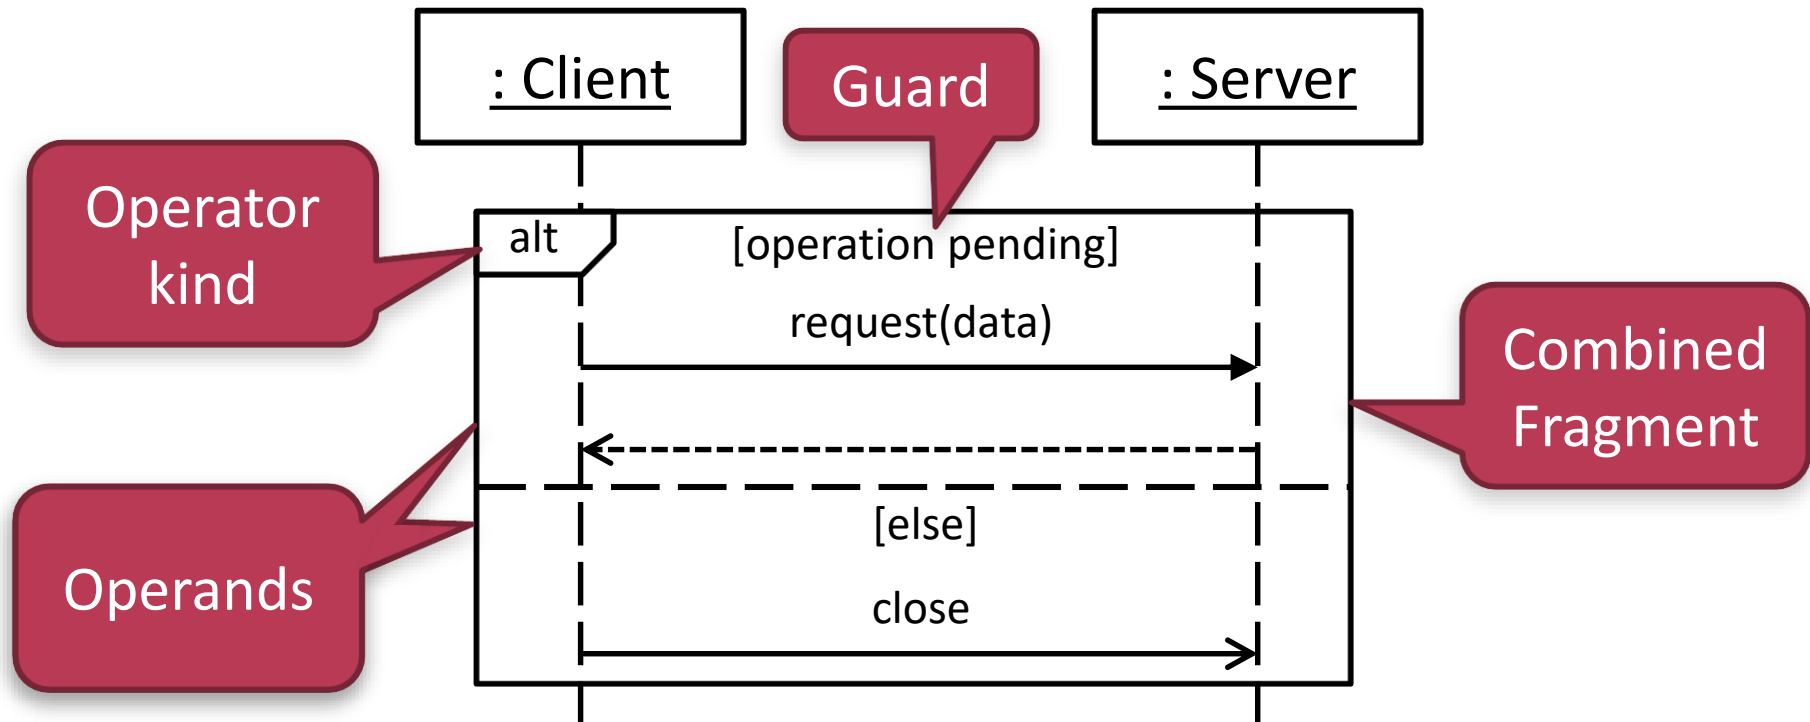 : Client
Guard
: Server
Operator
kind
alt
[operation pending]
request(data)
Combined
Fragment
[else]
Operands
close